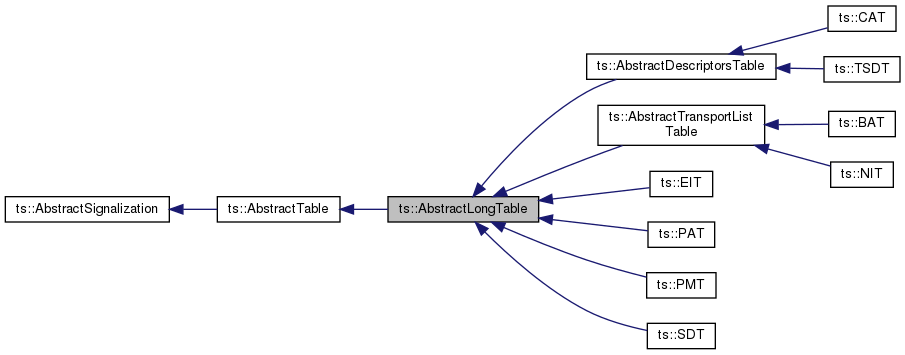 ts::AbstractSignalization
ts::AbstractTable
ts::AbstractLongTable
ts::AbstractDescriptorsTable
ts::CAT
ts::TSDT
ts::AbstractTransportList
Table
ts::BAT
ts::NIT
ts::EIT
ts::PAT
ts::PMT
ts::SDT